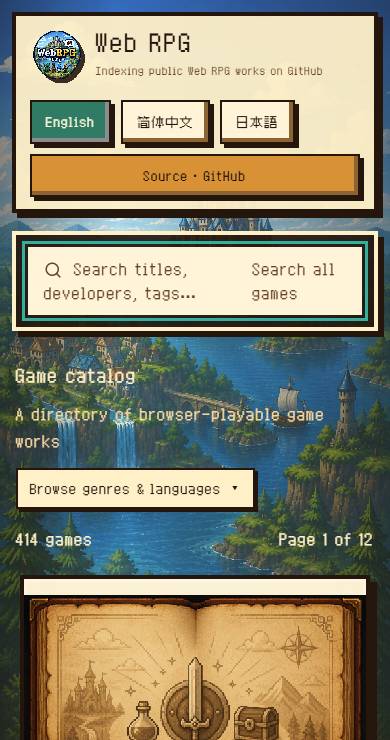 WebRPG
Web RPG
Indexing public Web RPG works on GitHub
English
简体中文
日本語
Source · GitHub
Search titles, developers, tags...
Search all games
Game catalog
A directory of browser-playable game
works
Browse genres & languages ▾
414 games
Page 1 of 12